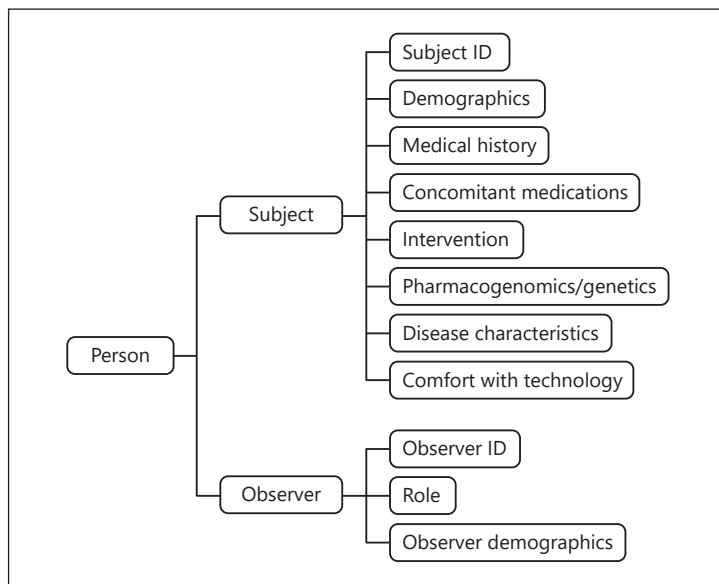 Subject ID
Demographics
Medical history
Concomitant medications
Subject
Intervention
Pharmacogenomics/genetics
Disease characteristics
Person
Comfort with technology
Observer ID
Observer
Role
Observer demographics